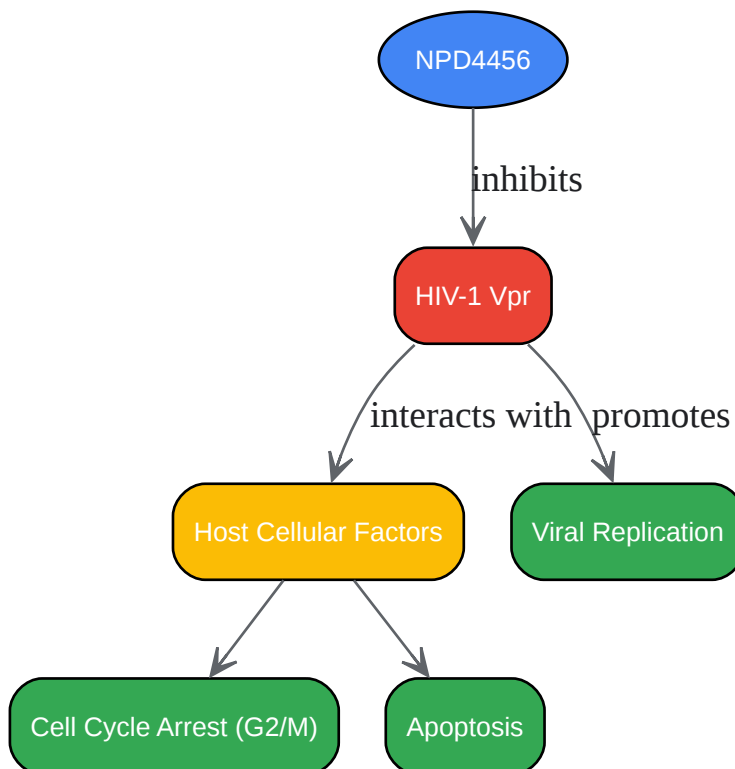 NPD4456
inhibits
HIV-1 Vpr
interacts with
promotes
Host Cellular Factors
Viral Replication
Cell Cycle Arrest (G2/M)
Apoptosis